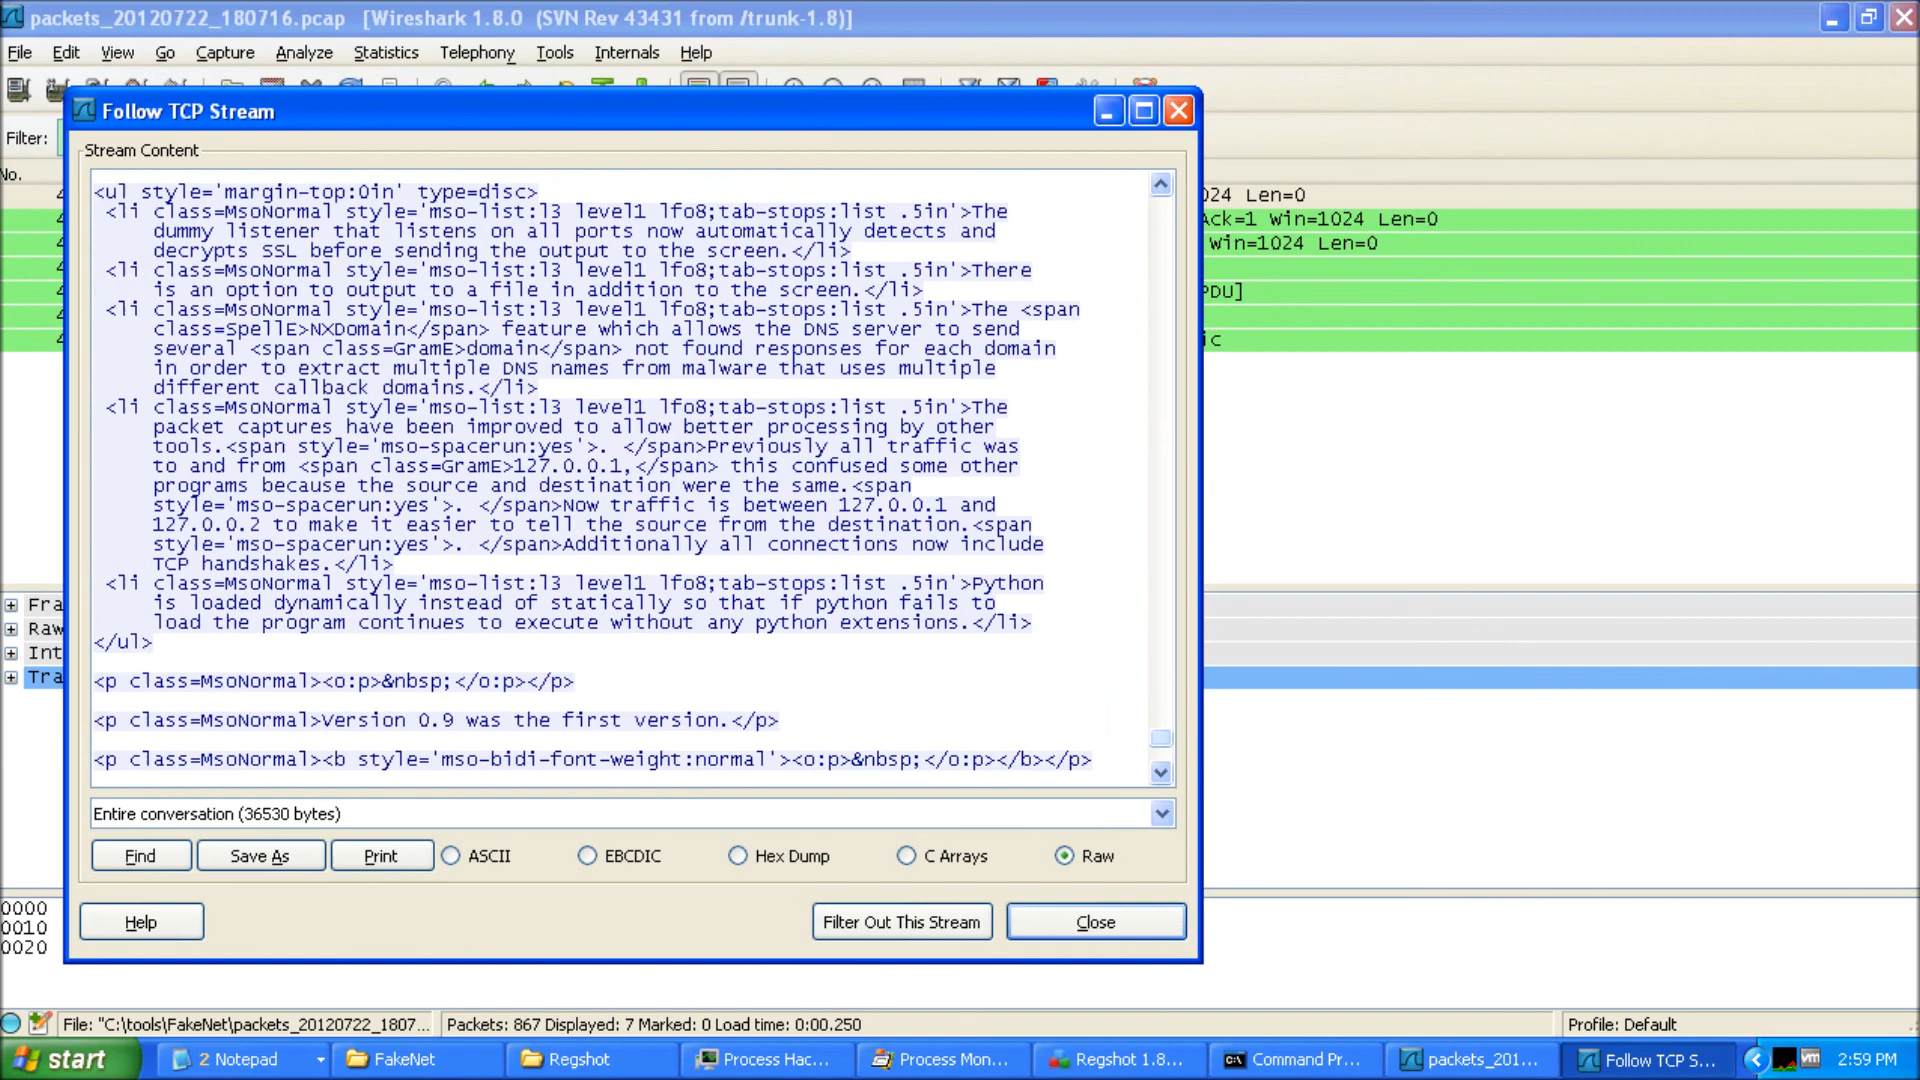 packets_20120722_180716.pcap [Wireshark 1.8.0 (SVN Rev 43431 from /trunk-1.8)]
File Edit View Go Capture Analyze Statistics Telephony Tools Internals Help
Follow TCP Stream
Filter:
Stream Content
No.
<ul style='margin-top:0in' type=disc>
<li class=MsoNormal style='mso-list:l3 level1 lfo8;tab-stops:list .5in'>The
dummy listener that listens on all ports now automatically detects and
decrypts SSL before sending the output to the screen.</li>
<li class=MsoNormal style='mso-list:l3 level1 lfo8;tab-stops:list .5in'>There
is an option to output to a file in addition to the screen.</li>
<li class=MsoNormal style='mso-list:l3 level1 lfo8;tab-stops:list .5in'>The <span
class=SpellE>NXDomain</span> feature which allows the DNS server to send
several <span class=GramE>domain</span> not found responses for each domain
in order to extract multiple DNS names from malware that uses multiple
different callback domains.</li>
<li class=MsoNormal style='mso-list:l3 level1 lfo8;tab-stops:list .5in'>The
packet captures have been improved to allow better processing by other
tools.<span style='mso-spacerun:yes'>. </span>Previously all traffic was
to and from <span class=GramE>127.0.0.1,</span> this confused some other
programs because the source and destination were the same.<span
style='mso-spacerun:yes'>. </span>Now traffic is between 127.0.0.1 and
127.0.0.2 to make it easier to tell the source from the destination.<span
style='mso-spacerun:yes'>. </span>Additionally all connections now include
TCP handshakes.</li>
<li class=MsoNormal style='mso-list:l3 level1 lfo8;tab-stops:list .5in'>Python
is loaded dynamically instead of statically so that if python fails to
load the program continues to execute without any python extensions.</li>
</ul>
<p class=MsoNormal><o:p>&nbsp;</o:p></p>
<p class=MsoNormal>Version 0.9 was the first version.</p>
<p class=MsoNormal><b style='mso-bidi-font-weight:normal'><o:p>&nbsp;</o:p></b></p>
024 Len=0
Ack=1 Win=1024 Len=0
Win=1024 Len=0
PDU]
ic
Fra
Raw
Int
Tra
Entire conversation (36530 bytes)
Find Save As Print ASCII EBCDIC Hex Dump C Arrays Raw
Help Filter Out This Stream Close
0000
0010
0020
File: "C:\tools\FakeNet\packets_20120722_1807... Packets: 867 Displayed: 7 Marked: 0 Load time: 0:00.250 Profile: Default
start 2 Notepad FakeNet Regshot Process Hac... Process Mon... Regshot 1.8... Command Pr... packets_201... Follow TCP S... 2:59 PM